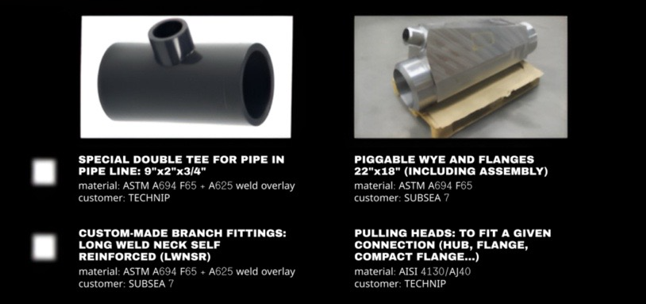 SPECIAL DOUBLE TEE FOR PIPE IN
PIPE LINE: 9"x2"x3/4"
material: ASTM A694 F65 + A625 weld overlay
customer: TECHNIP
PIGGABLE WYE AND FLANGES
22"x18" (INCLUDING ASSEMBLY)
material: ASTM A694 F65
customer: SUBSEA 7
CUSTOM-MADE BRANCH FITTINGS:
LONG WELD NECK SELF
REINFORCED (LWNSR)
material: ASTM A694 F65 + A625 weld overlay
customer: SUBSEA 7
PULLING HEADS: TO FIT A GIVEN
CONNECTION (HUB, FLANGE,
COMPACT FLANGE...)
material: AISI 4130/AJ40
customer: TECHNIP